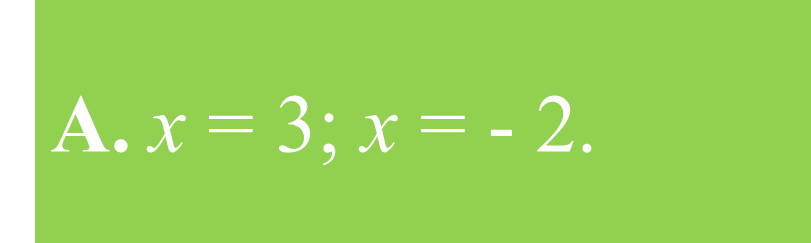 A. x = 3; x = - 2.